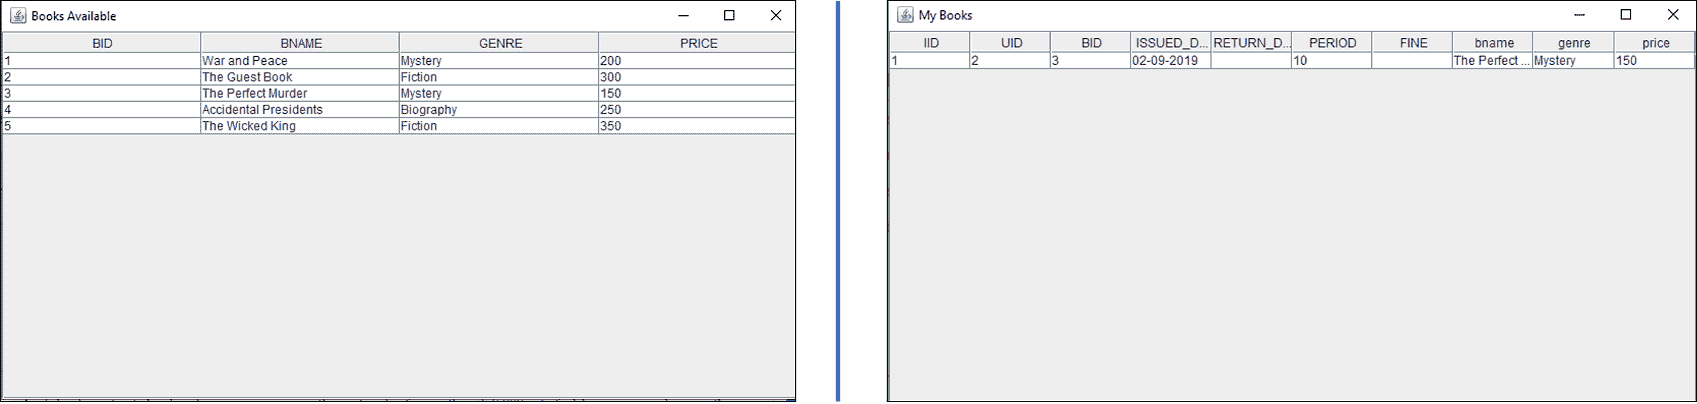 Books Available
BID BNAME GENRE PRICE
1 War and Peace Mystery 200
2 The Guest Book Fiction 300
3 The Perfect Murder Mystery 150
4 Accidental Presidents Biography 250
5 The Wicked King Fiction 350
My Books
IID UID BID ISSUED_D... RETURN_D... PERIOD FINE bname genre price
1 2 3 02-09-2019 10 The Perfect ... Mystery 150